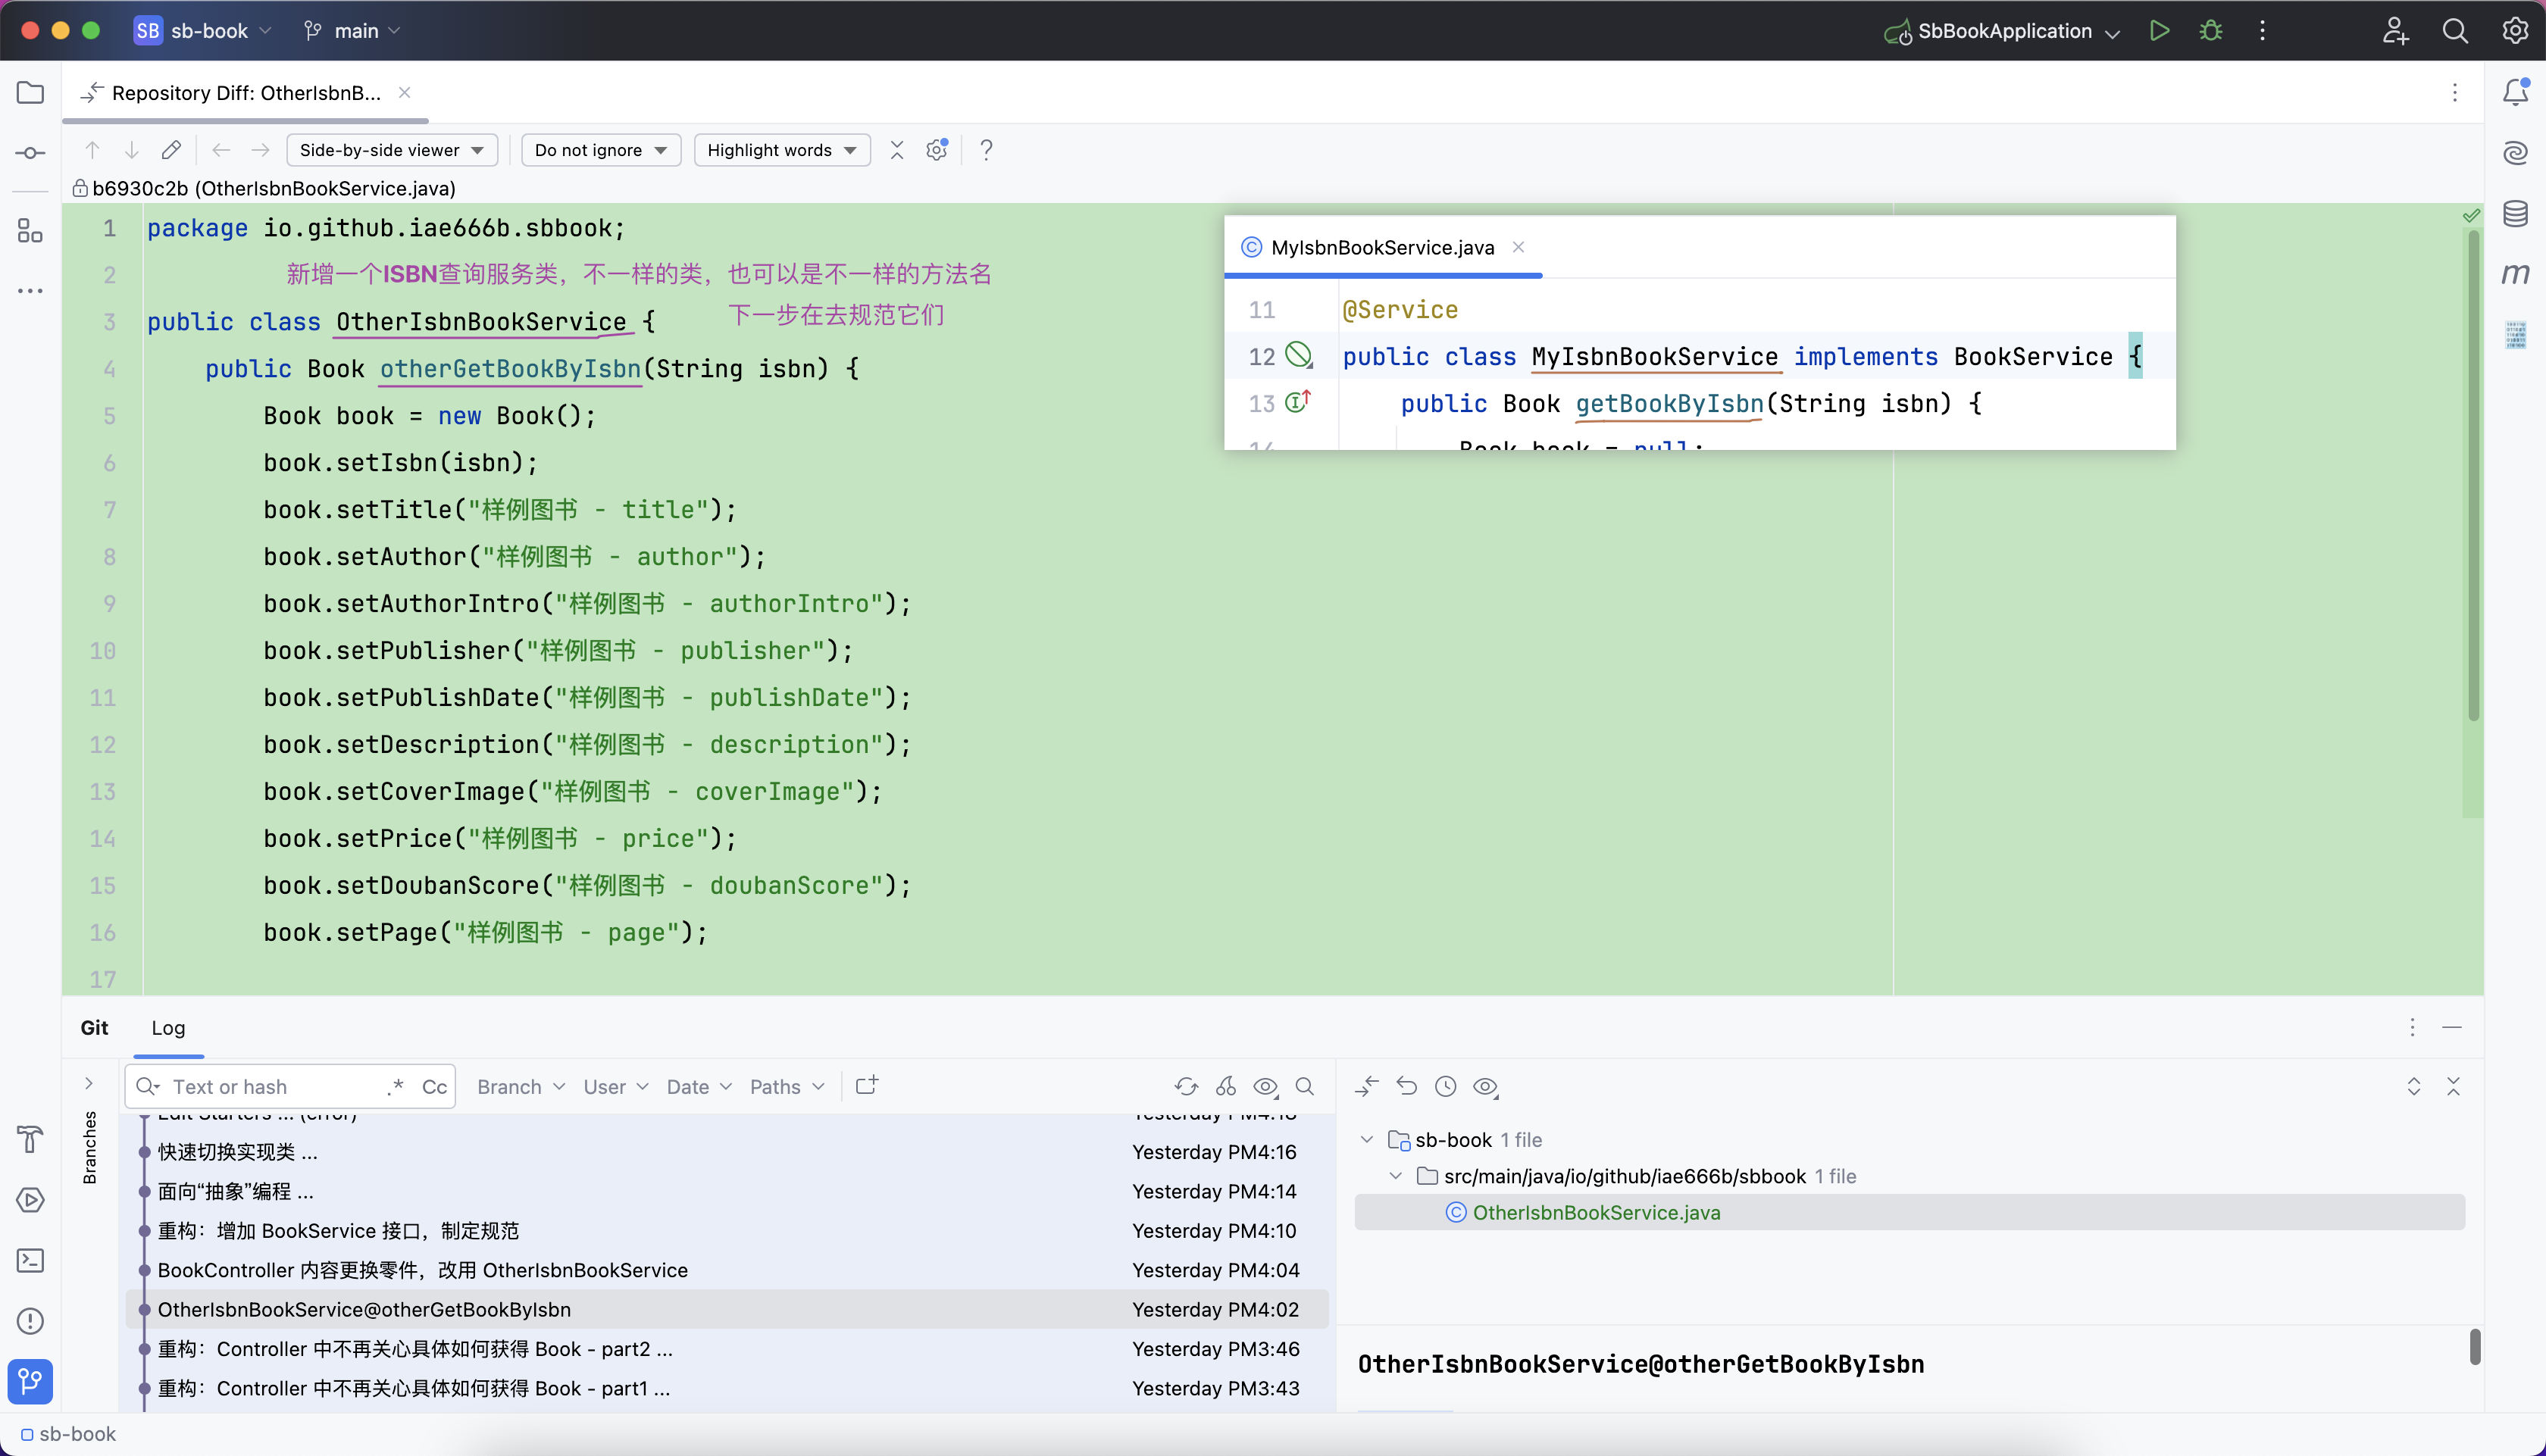 SB sb-book main SbBookApplication
Repository Diff: OtherIsbnB...
Side-by-side viewer Do not ignore Highlight words ?
b6930c2b (OtherIsbnBookService.java)
1 package io.github.iae666b.sbbook;
2 新增一个ISBN查询服务类，不一样的类，也可以是不一样的方法名
下一步在去规范它们
3 public class OtherIsbnBookService {
4 public Book otherGetBookByIsbn(String isbn) {
5 Book book = new Book();
6 book.setIsbn(isbn);
7 book.setTitle("样例图书 - title");
8 book.setAuthor("样例图书 - author");
9 book.setAuthorIntro("样例图书 - authorIntro");
10 book.setPublisher("样例图书 - publisher");
11 book.setPublishDate("样例图书 - publishDate");
12 book.setDescription("样例图书 - description");
13 book.setCoverImage("样例图书 - coverImage");
14 book.setPrice("样例图书 - price");
15 book.setDoubanScore("样例图书 - doubanScore");
16 book.setPage("样例图书 - page");
17
MyIsbnBookService.java
11 @Service
12 public class MyIsbnBookService implements BookService {
13 public Book getBookByIsbn(String isbn) {
14 Book book = null;
m
Git Log
Branches
Text or hash .* Cc Branch User Date Paths
Edit Starters ... (error) Yesterday PM4:18
快速切换实现类 ... Yesterday PM4:16
面向“抽象”编程 ... Yesterday PM4:14
重构：增加 BookService 接口，制定规范 Yesterday PM4:10
BookController 内容更换零件，改用 OtherIsbnBookService Yesterday PM4:04
OtherIsbnBookService@otherGetBookByIsbn Yesterday PM4:02
重构：Controller 中不再关心具体如何获得 Book - part2 ... Yesterday PM3:46
重构：Controller 中不再关心具体如何获得 Book - part1 ... Yesterday PM3:43
sb-book 1 file
src/main/java/io/github/iae666b/sbbook 1 file
OtherIsbnBookService.java
OtherIsbnBookService@otherGetBookByIsbn
sb-book